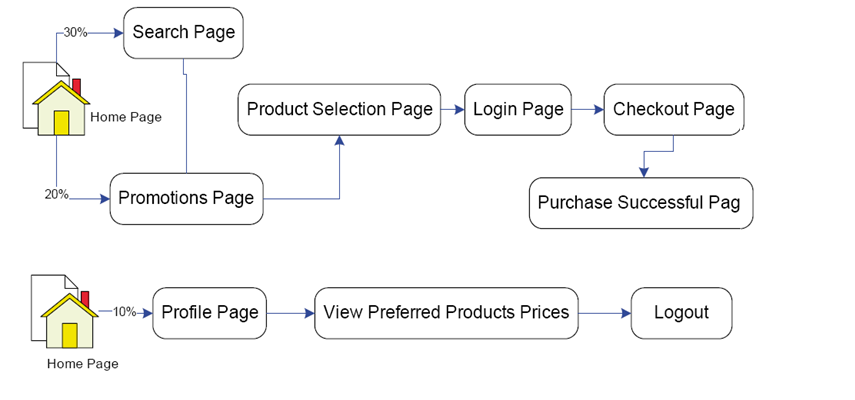 30%
Search Page
Home Page
Product Selection Page
Login Page
Checkout Page
20%
Promotions Page
Purchase Successful Pag
10%
Profile Page
View Preferred Products Prices
Logout
Home Page